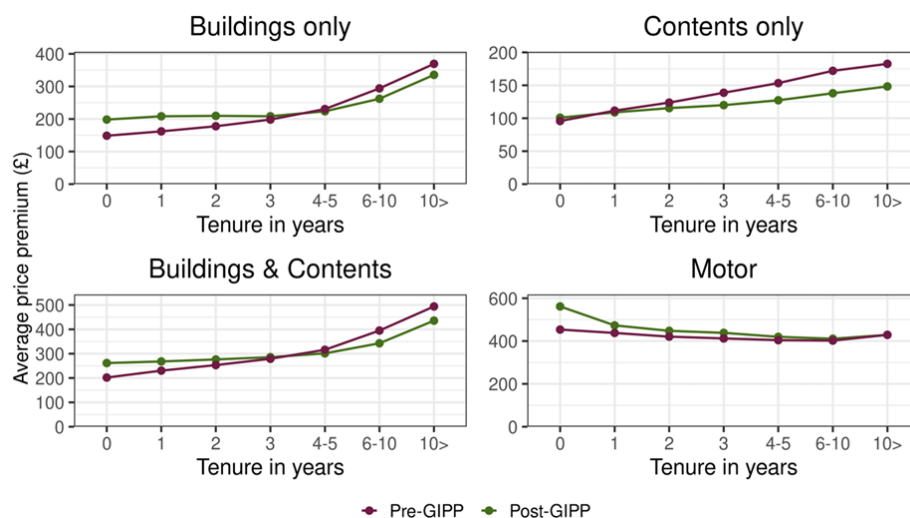 Buildings only
Contents only
Average price premium (£)
400
300
200
100
0
0 1 2 3 4-5 6-10 10>
Tenure in years
200
150
100
50
0
0 1 2 3 4-5 6-10 10>
Tenure in years
Buildings & Contents
Motor
500
400
300
200
100
0
0 1 2 3 4-5 6-10 10>
Tenure in years
600
400
200
0
0 1 2 3 4-5 6-10 10>
Tenure in years
Pre-GIPP Post-GIPP